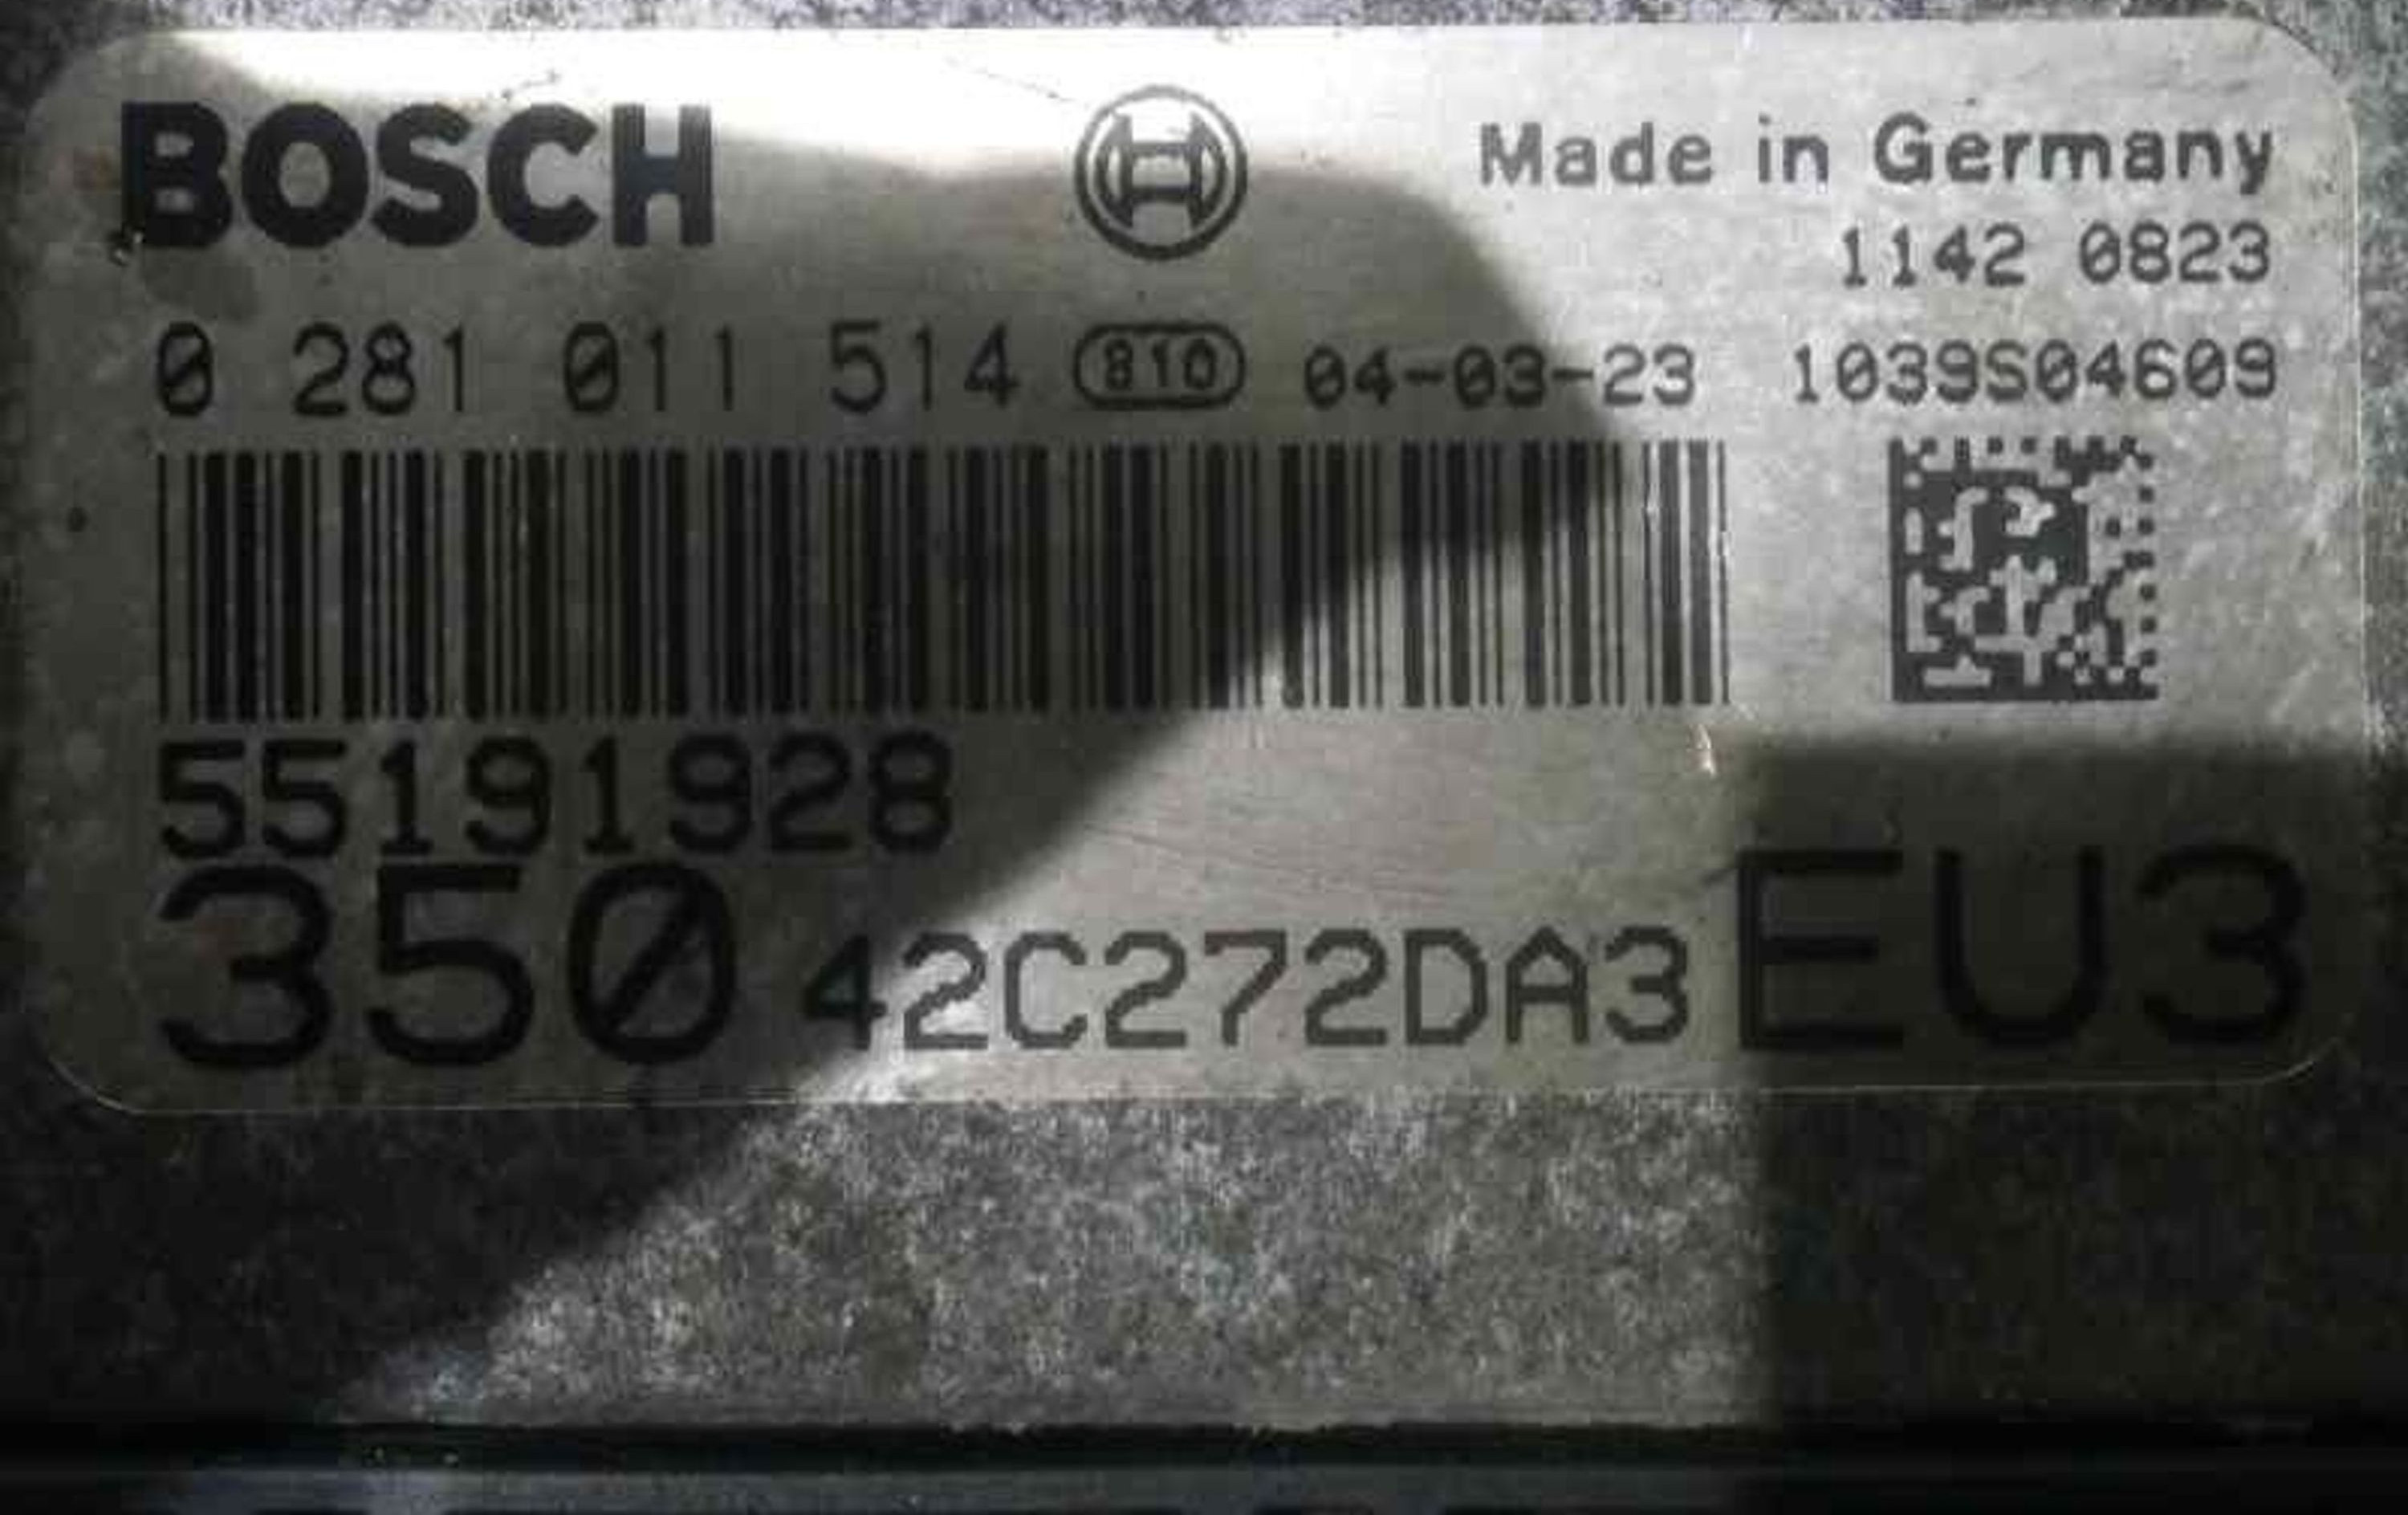 BOSCH Made in Germany
1142 0823
0 281 011 514 810 04-03-23 1039S04609
55191928
350 42C272DA3 EU3